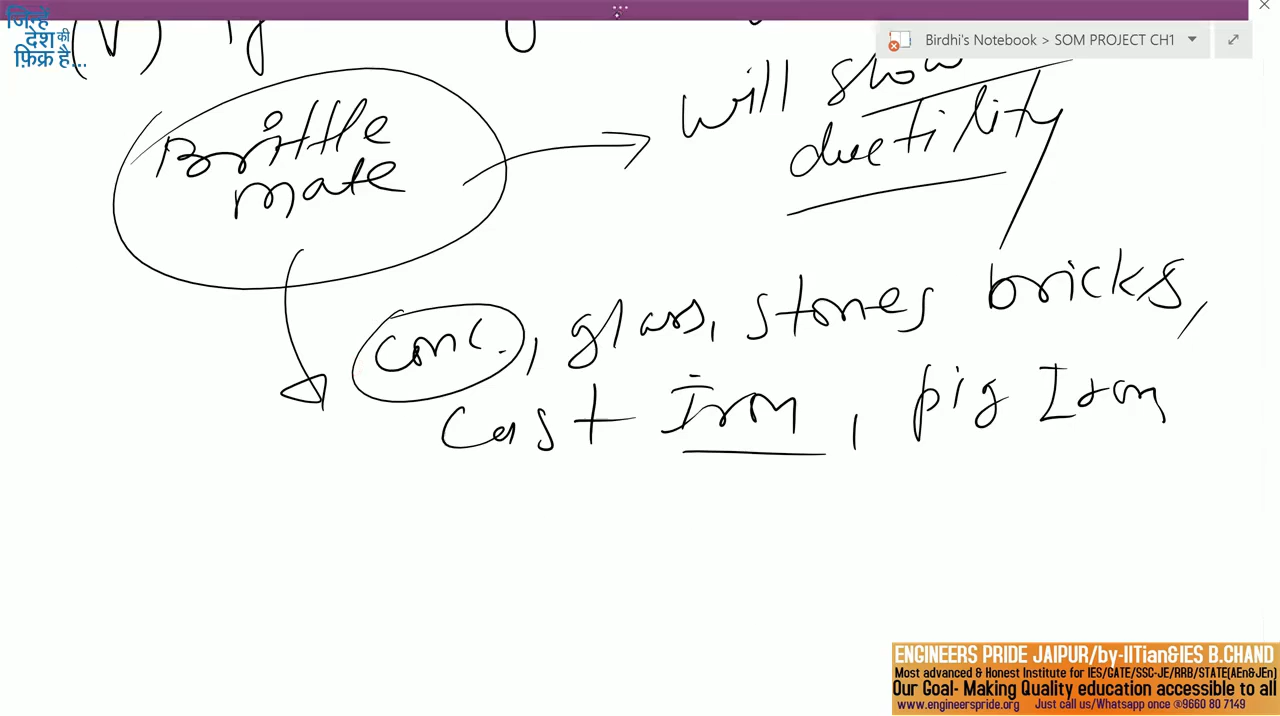 जिन्हें
देश की
फ़िक्र है...
Birdhi's Notebook > SOM PROJECT CH1
(V)
will show
ductility
Brittle
mate
conc., glass, stones bricks,
Cast Iron, pig Iron
ENGINEERS PRIDE JAIPUR/by-IITian&IES B.CHAND
Most advanced & Honest Institute for IES/GATE/SSC-JE/RRB/STATE(AEn&JEn)
Our Goal- Making Quality education accessible to all
www.engineerspride.org Just call us/Whatsapp once @9660 80 7149